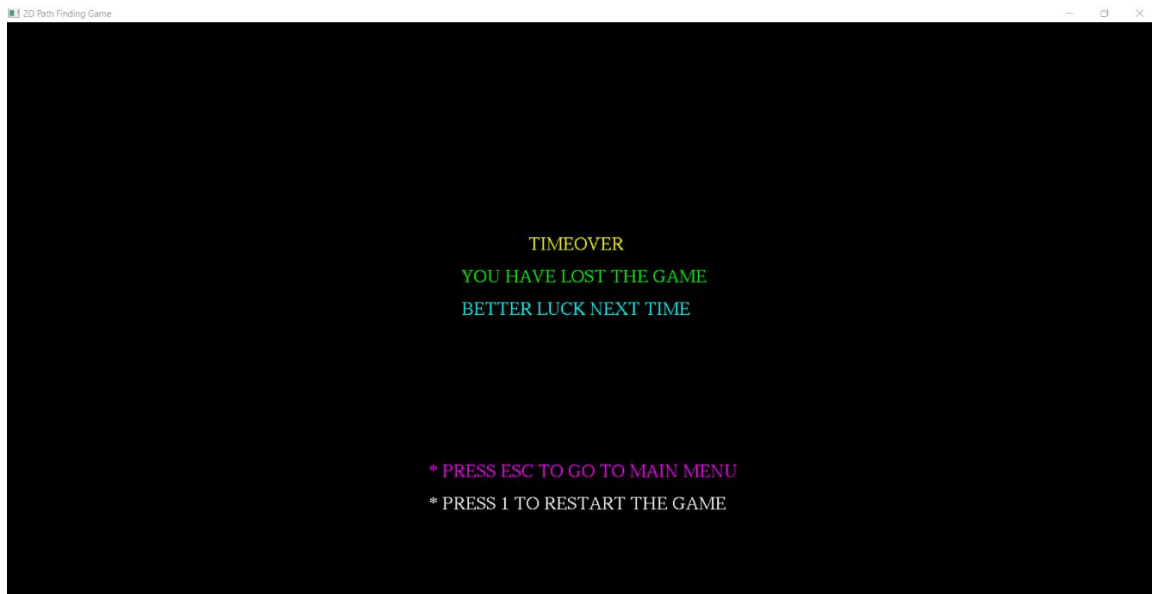 2D Path Finding Game
TIMEOVER
YOU HAVE LOST THE GAME
BETTER LUCK NEXT TIME
* PRESS ESC TO GO TO MAIN MENU
* PRESS 1 TO RESTART THE GAME